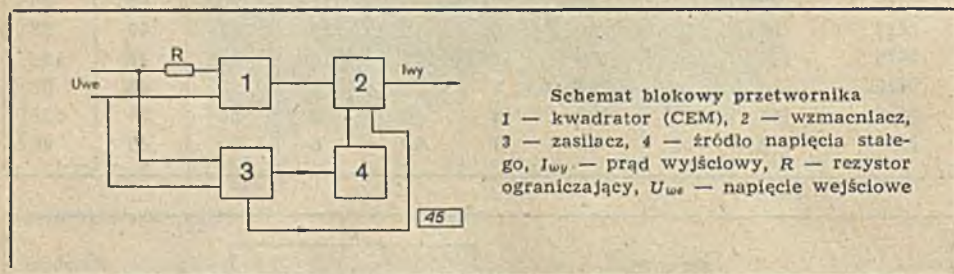 R
Uwe
1
2
Iwy
3
4
45
Schemat blokowy przetwornika
1 — kwadrator (CEM), 2 — wzmacniacz,
3 — zasilacz, 4 — źródło napięcia stałe-
go, Iwy — prąd wyjściowy, R — rezystor
ograniczający, Uwe — napięcie wejściowe